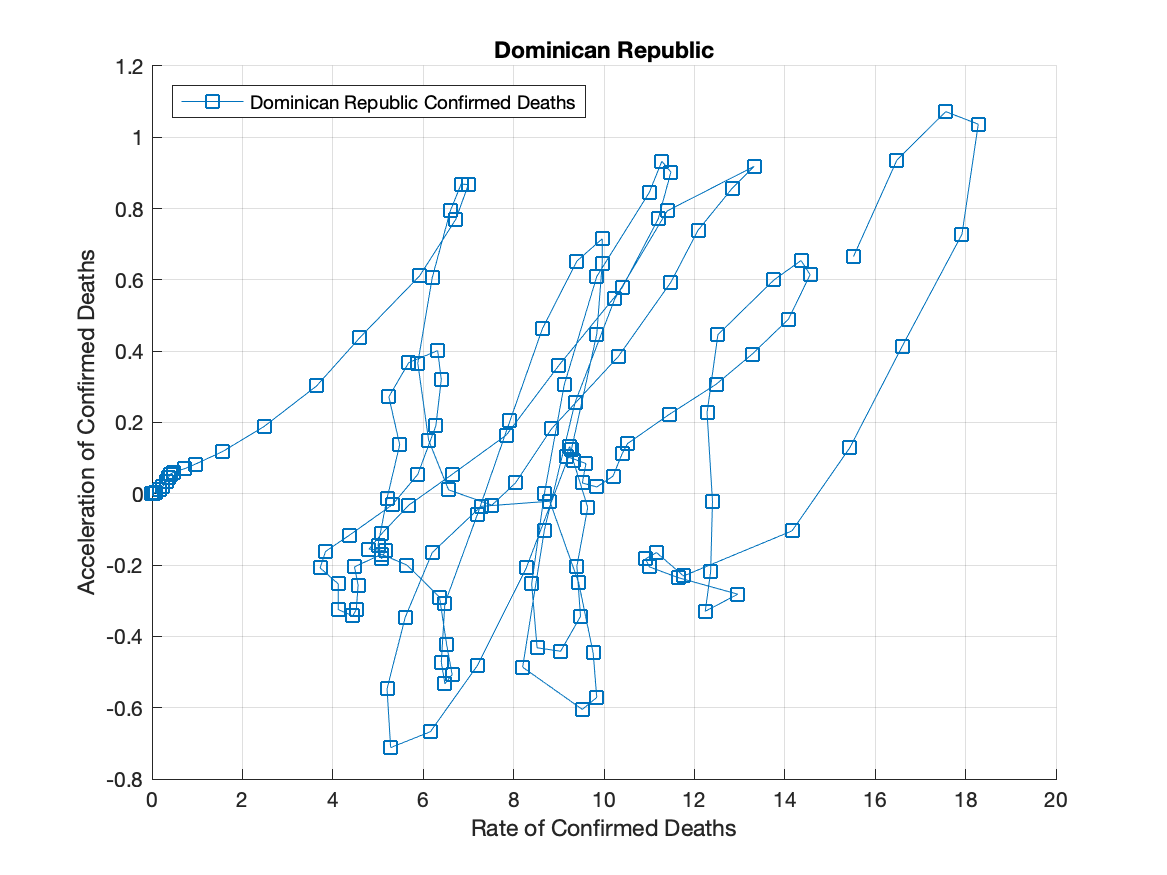 Dominican Republic
Dominican Republic Confirmed Deaths
Acceleration of Confirmed Deaths
1.2
1
0.8
0.6
0.4
0.2
0
-0.2
-0.4
-0.6
-0.8
0 2 4 6 8 10 12 14 16 18 20
Rate of Confirmed Deaths